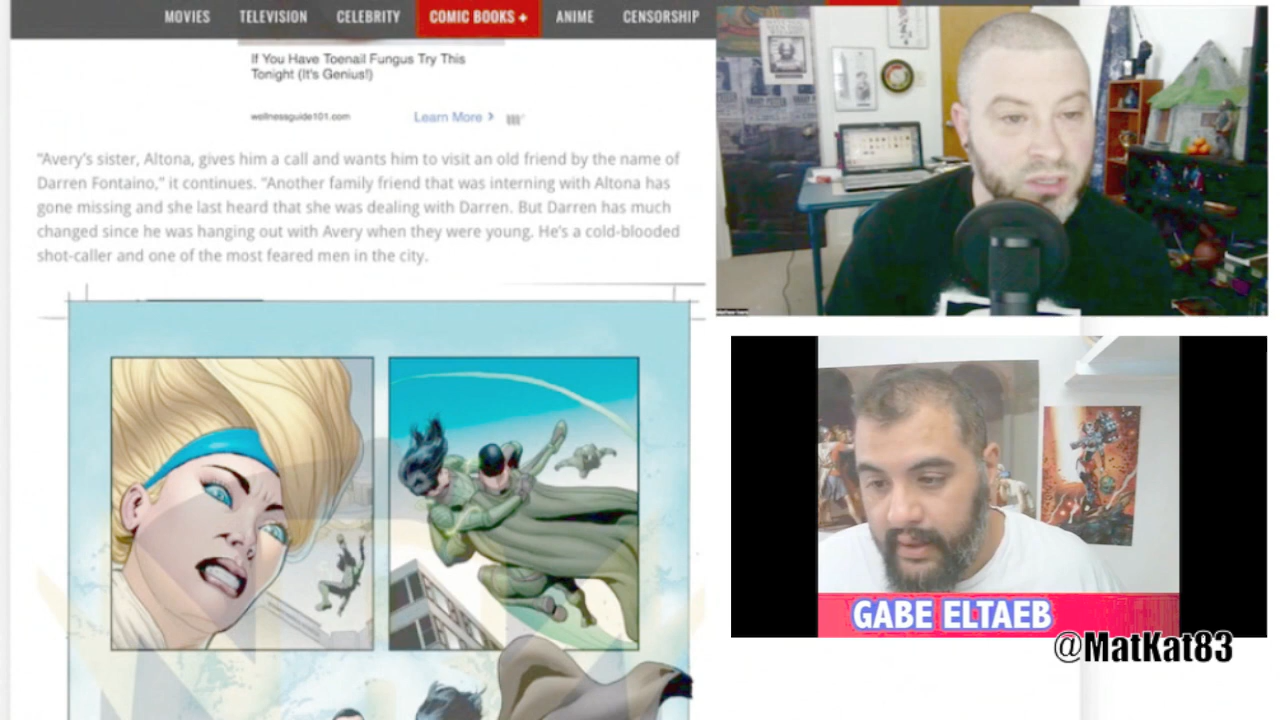 MOVIES TELEVISION CELEBRITY COMIC BOOKS + ANIME CENSORSHIP
If You Have Toenail Fungus Try This
Tonight (It's Genius!)
wellnessguide101.com Learn More >
“Avery’s sister, Altona, gives him a call and wants him to visit an old friend by the name of
Darren Fontaino,” it continues. “Another family friend that was interning with Altona has
gone missing and she last heard that she was dealing with Darren. But Darren has much
changed since he was hanging out with Avery when they were young. He’s a cold-blooded
shot-caller and one of the most feared men in the city.
GABE ELTAEB
@MatKat83